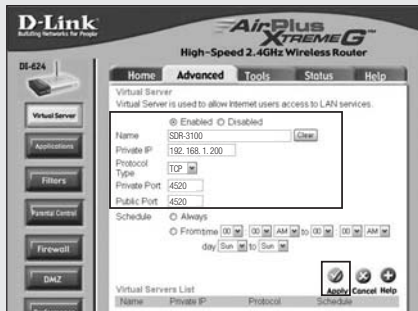 D-Link
Building Networks for People
AirPlus
XTREME G
High-Speed 2.4GHz Wireless Router
DI-624
Home Advanced Tools Status Help
Virtual Server
Virtual Server is used to allow Internet users access to LAN services.
Enabled Disabled
Name SDR-3100 Clear
Private IP 192. 168. 1. 200
Protocol Type TCP
Private Port 4520
Public Port 4520
Schedule Always
From time 00 : 00 AM to 00 : 00 AM
day Sun to Sun
Apply Cancel Help
Virtual Servers List
Name Private IP Protocol Schedule
Virtual Server
Applications
Filters
Parental Control
Firewall
DMZ